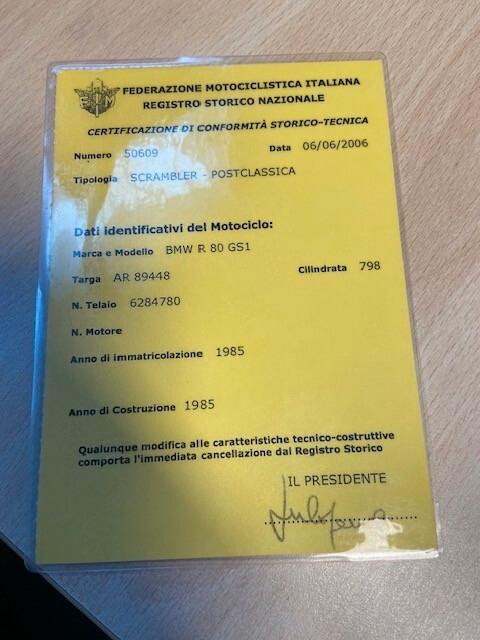 FEDERAZIONE MOTOCICLISTICA ITALIANA
REGISTRO STORICO NAZIONALE
CERTIFICAZIONE DI CONFORMITÀ STORICO-TECNICA
Numero 50609 Data 06/06/2006
Tipologia SCRAMBLER - POSTCLASSICA
Dati identificativi del Motociclo:
Marca e Modello BMW R 80 GS1
Targa AR 89448 Cilindrata 798
N. Telaio 6284780
N. Motore
Anno di immatricolazione 1985
Anno di Costruzione 1985
Qualunque modifica alle caratteristiche tecnico-costruttive
comporta l'immediata cancellazione dal Registro Storico
IL PRESIDENTE